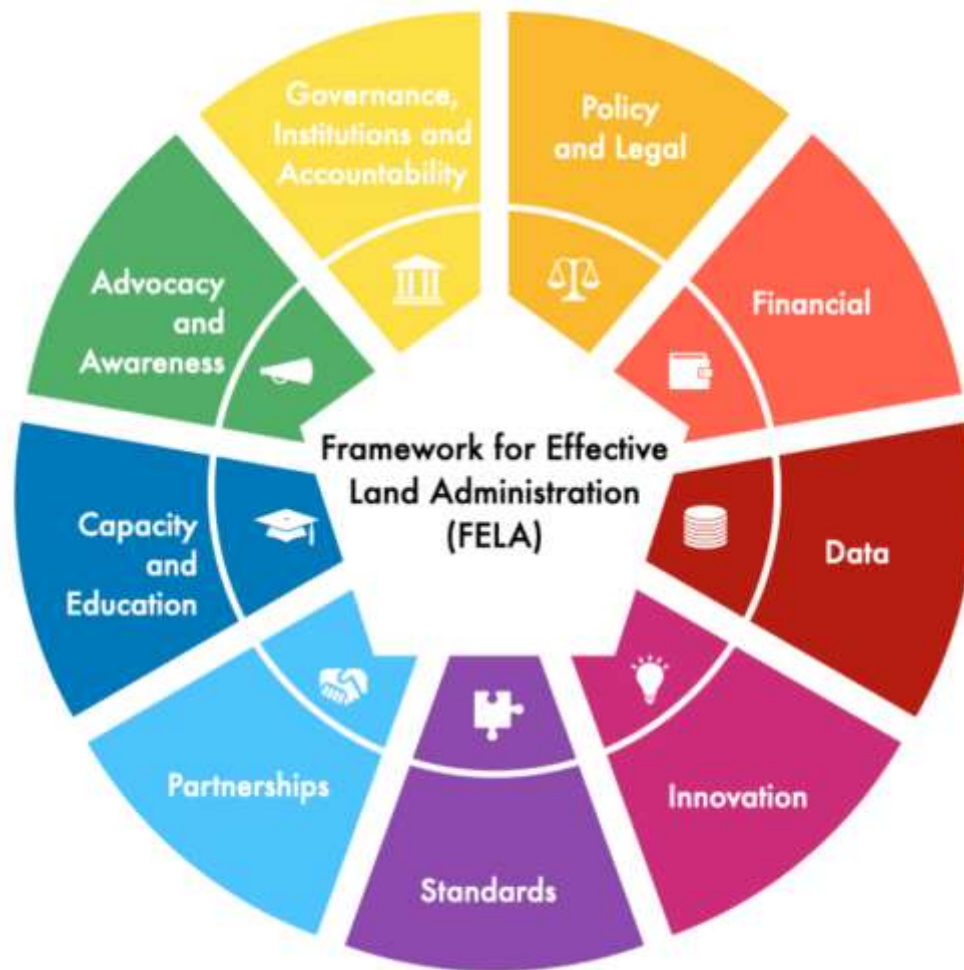 Governance,
Institutions and
Accountability
Policy
and Legal
Financial
Data
Innovation
Standards
Partnerships
Capacity
and
Education
Advocacy
and
Awareness
Framework for Effective
Land Administration
(FELA)